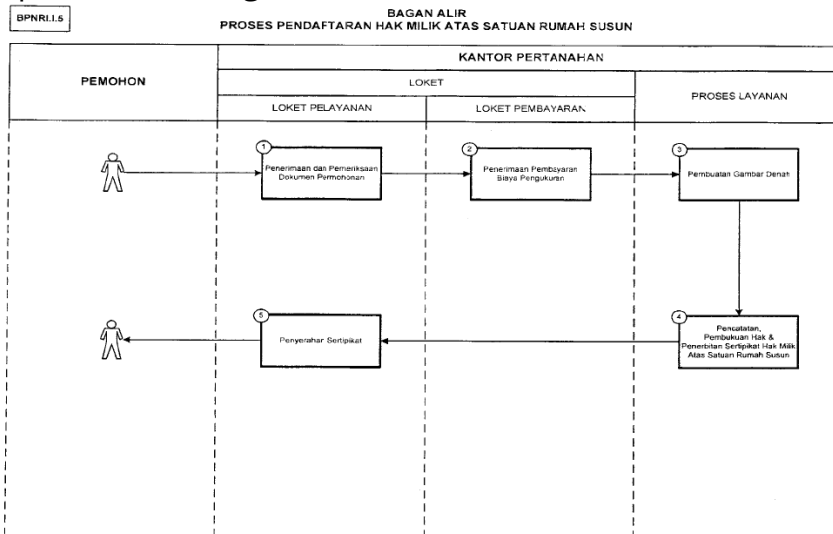 BPNRI.I.5
BAGAN ALIR
PROSES PENDAFTARAN HAK MILIK ATAS SATUAN RUMAH SUSUN
PEMOHON
KANTOR PERTANAHAN
LOKET
PROSES LAYANAN
LOKET PELAYANAN
LOKET PEMBAYARAN
1
Penerimaan dan Pemeriksaan
Dokumen Permohonan
2
Penerimaan Pembayaran
Biaya Pengukuran
3
Pembuatan Gambar Denah
4
Pencatatan,
Pembukuan Hak &
Penerbitan Sertipikat Hak Milik
Atas Satuan Rumah Susun
5
Penyerahan Sertipikat